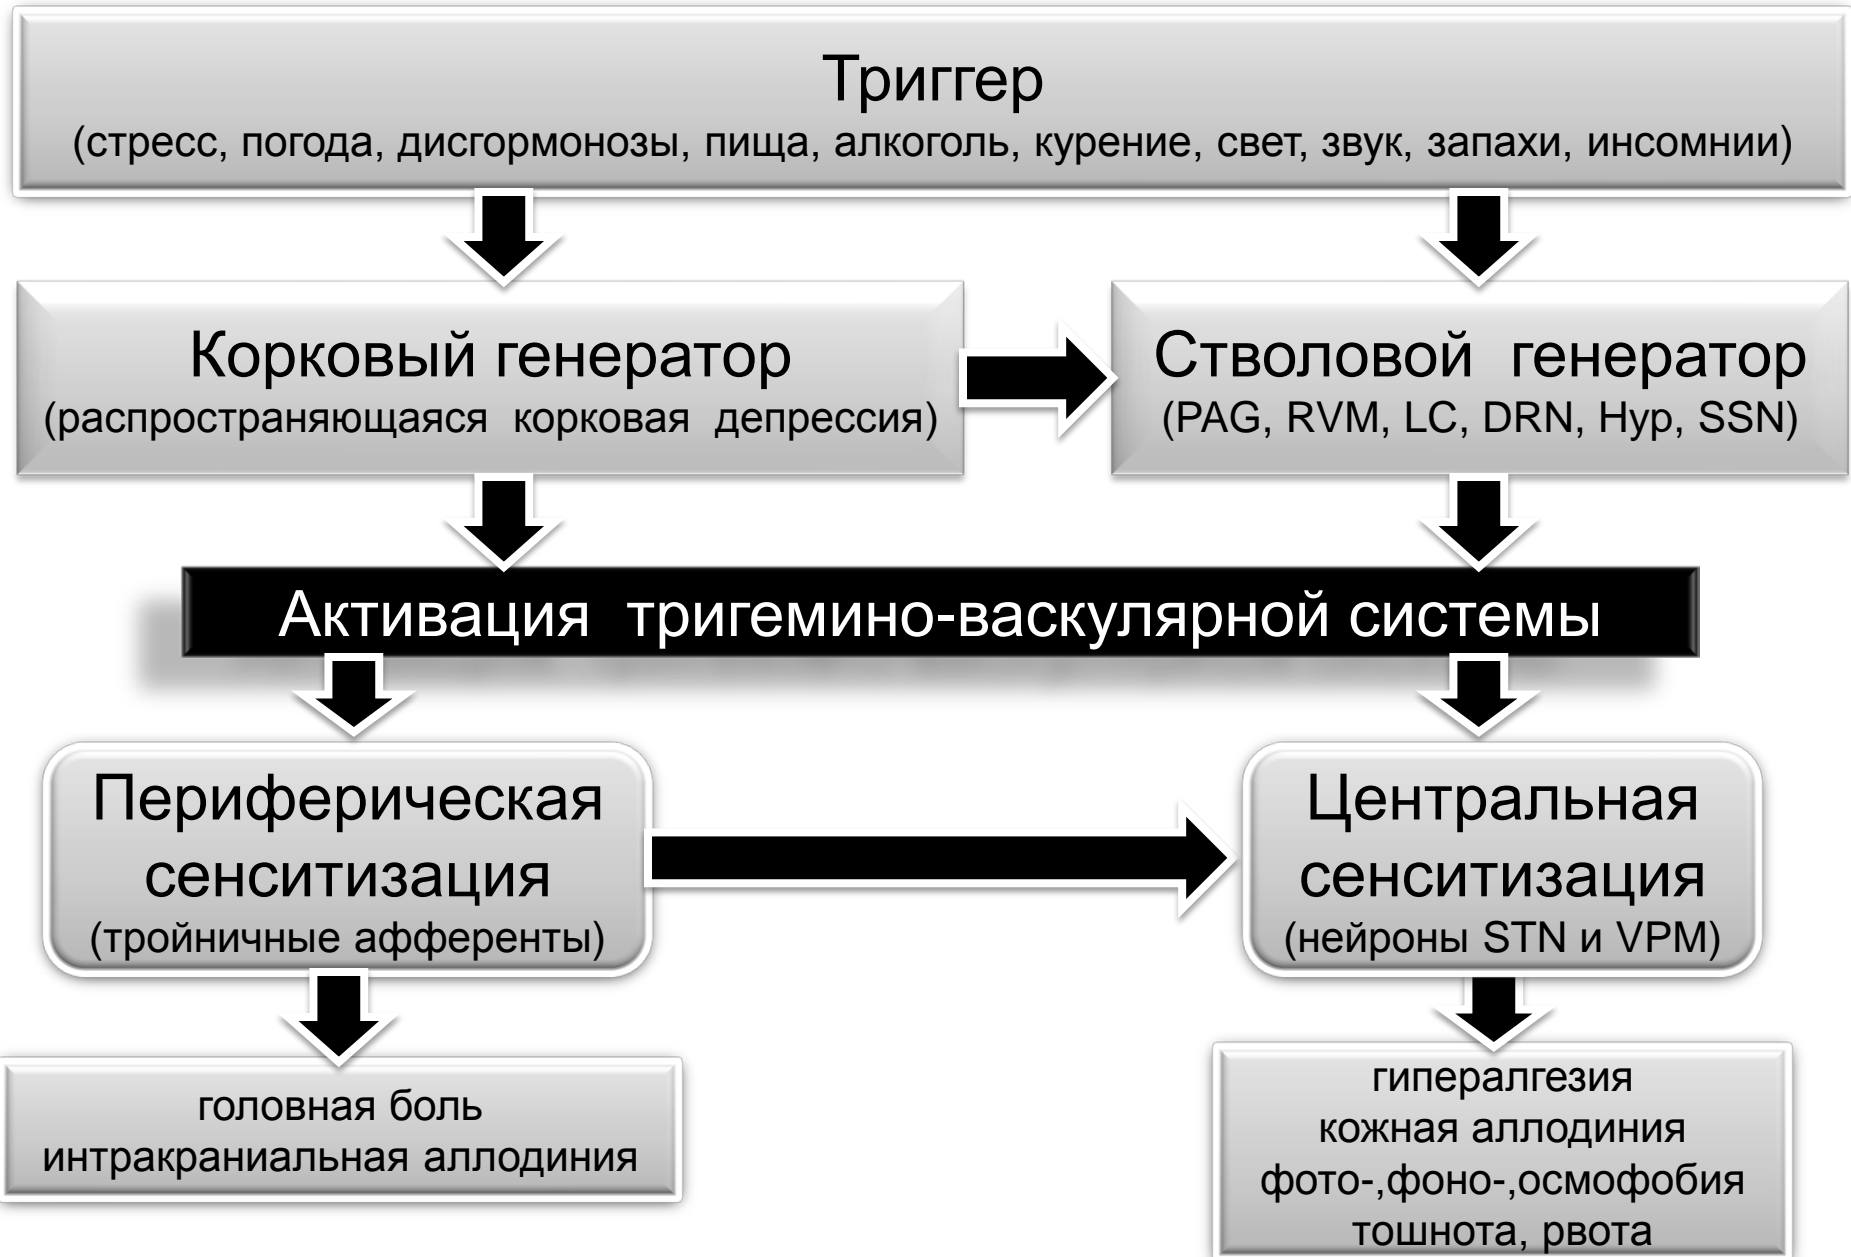 Триггер
(стресс, погода, дисгормонозы, пища, алкоголь, курение, свет, звук, запахи, инсомнии)
Корковый генератор
(распространяющаяся корковая депрессия)
Стволовой генератор
(PAG, RVM, LC, DRN, Hyp, SSN)
Активация тригемино-васкулярной системы
Периферическая
сенситизация
(тройничные афференты)
Центральная
сенситизация
(нейроны STN и VPM)
головная боль
интракраниальная аллодиния
гипералгезия
кожная аллодиния
фото-,фоно-,осмофобия
тошнота, рвота